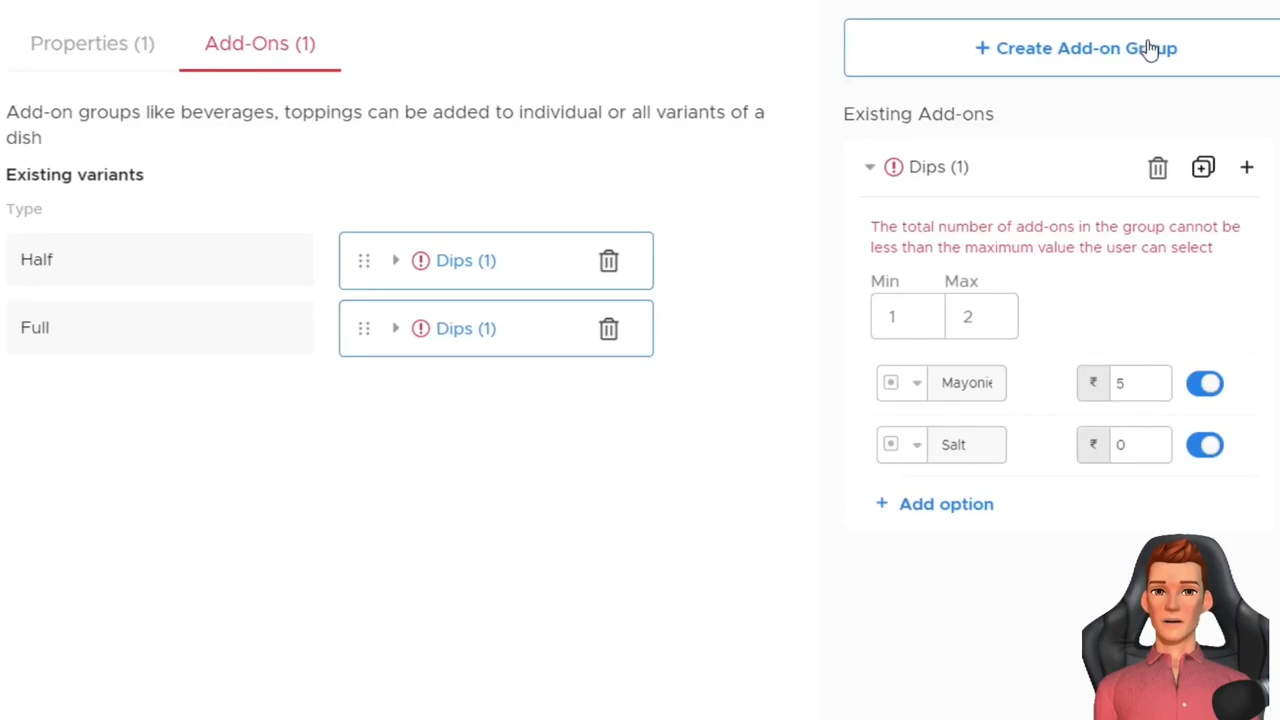 Properties (1)
Add-Ons (1)
Add-on groups like beverages, toppings can be added to individual or all variants of a
dish
Existing variants
Type
Half
Dips (1)
Full
Dips (1)
+ Create Add-on Group
Existing Add-ons
Dips (1)
The total number of add-ons in the group cannot be
less than the maximum value the user can select
Min
Max
1
2
Mayonie
₹ 5
Salt
₹ 0
+ Add option